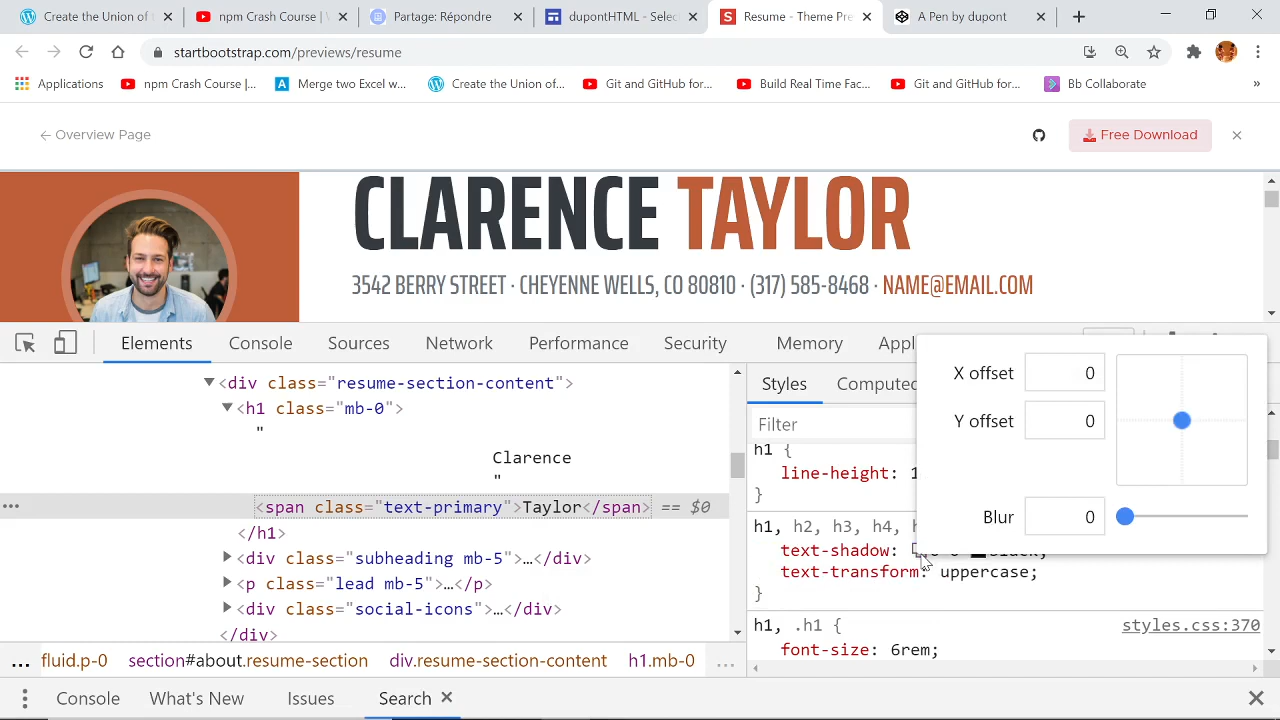 Create the Union of
npm Crash Course | \
Partage: Répondre
dupontHTML - Selec
Resume - Theme Pre
A Pen by dupont
startbootstrap.com/previews/resume
Applications
npm Crash Course |...
Merge two Excel w...
Create the Union of...
Git and GitHub for...
Build Real Time Fac...
Git and GitHub for...
Bb Collaborate
»
← Overview Page
Free Download
CLARENCE TAYLOR
3542 BERRY STREET · CHEYENNE WELLS, CO 80810 · (317) 585-8468 · NAME@EMAIL.COM
Elements Console Sources Network Performance Security Memory Appl
<div class="resume-section-content">
<h1 class="mb-0">
"
Clarence
"
... <span class="text-primary">Taylor</span> == $0
</h1>
<div class="subheading mb-5">…</div>
<p class="lead mb-5">…</p>
<div class="social-icons">…</div>
</div>
... fluid.p-0 section#about.resume-section div.resume-section-content h1.mb-0 ...
Styles Computed
Filter
h1 {
line-height: 1
}
h1, h2, h3, h4, h
text-shadow: 0 0 black;
text-transform: uppercase;
}
h1, .h1 { styles.css:370
font-size: 6rem;
X offset 0
Y offset 0
Blur 0
Console What's New Issues Search